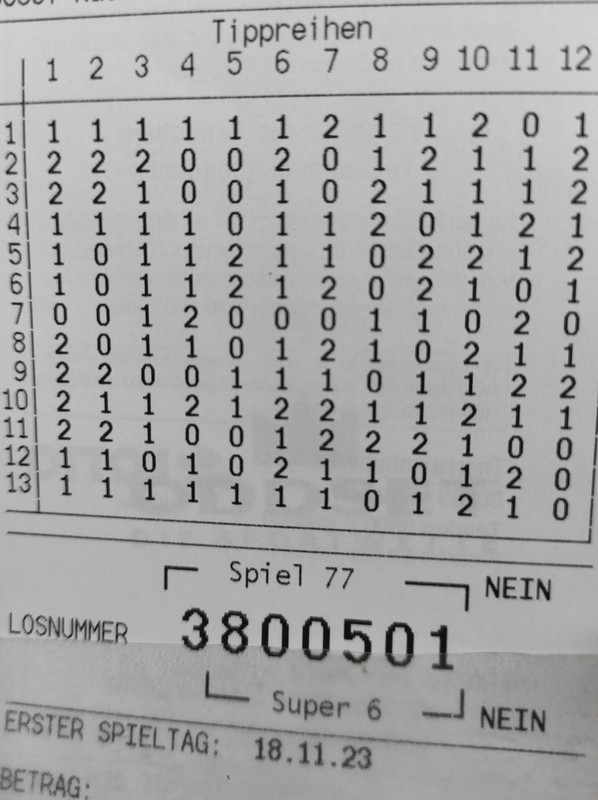 Tippreihen
1 2 3 4 5 6 7 8 9 10 11 12
1 1 1 1 1 1 1 2 1 1 2 0 1
2 2 2 2 0 0 2 0 1 2 1 1 2
3 2 2 1 0 0 1 0 2 1 1 1 2
4 1 1 1 1 0 1 1 2 0 1 2 1
5 1 0 1 1 2 1 1 0 2 2 1 2
6 1 0 1 1 2 1 2 0 2 1 0 1
7 0 0 1 2 0 0 0 1 1 0 2 0
8 2 0 1 1 0 1 2 1 0 2 1 1
9 2 2 0 0 1 1 1 0 1 1 2 2
10 2 1 1 2 1 2 2 1 1 2 1 1
11 2 2 1 0 0 1 2 2 2 1 0 0
12 1 1 0 1 0 2 1 1 0 1 2 0
13 1 1 1 1 1 1 1 0 1 2 1 0
Spiel 77 NEIN
LOSNUMMER 3800501
Super 6 NEIN
ERSTER SPIELTAG: 18.11.23
BETRAG: